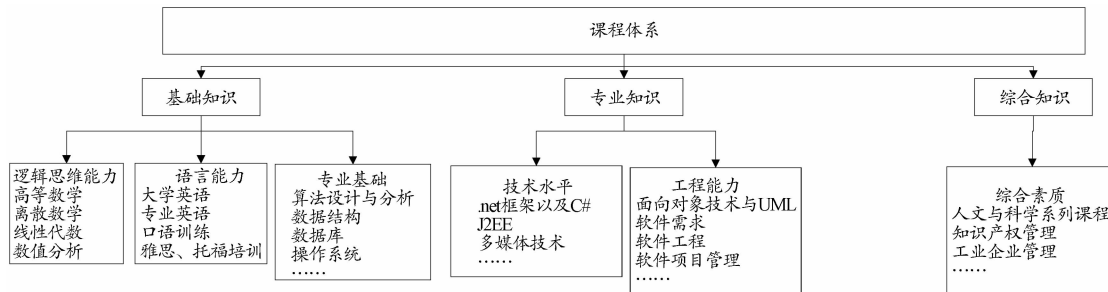 课程体系
基础知识
专业知识
综合知识
逻辑思维能力
高等数学
离散数学
线性代数
数值分析
语言能力
大学英语
专业英语
口语训练
雅思、托福培训
专业基础
算法设计与分析
数据结构
数据库
操作系统
……
技术水平
.net框架以及C#
J2EE
多媒体技术
……
工程能力
面向对象技术与UML
软件需求
软件工程
软件项目管理
……
综合素质
人文与科学系列课程
知识产权管理
工业企业管理
……